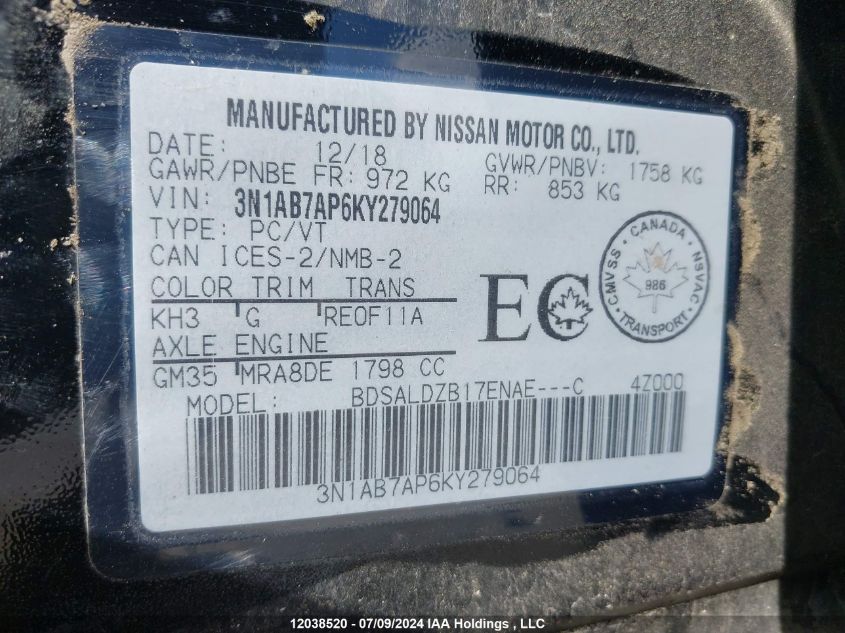 MANUFACTURED BY NISSAN MOTOR CO., LTD.
DATE: 12/18 GVWR/PNBV: 1758 KG
GAWR/PNBE FR: 972 KG RR: 853 KG
VIN: 3N1AB7AP6KY279064
TYPE: PC/VT
CAN ICES-2/NMB-2
COLOR TRIM TRANS
KH3 G RE0F11A
AXLE ENGINE
GM35 MRA8DE 1798 CC
MODEL: BDSALDZB17ENAE---C 4Z000
3N1AB7AP6KY279064
EC
CANADA
CMVSS NSVAC
986
TRANSPORT
12038520 - 07/09/2024 IAA Holdings , LLC